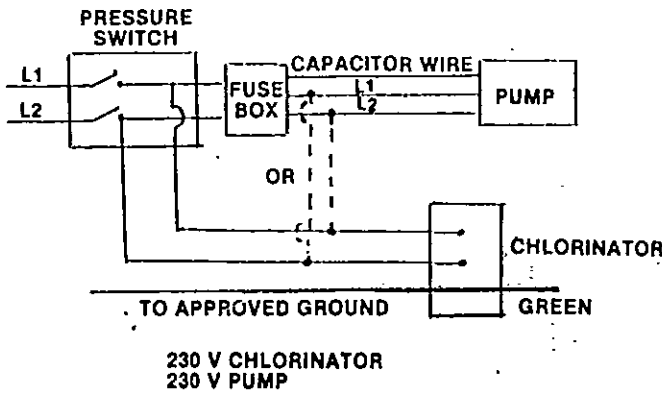 PRESSURE
SWITCH
L1
L2
FUSE
BOX
CAPACITOR WIRE
L1
L2
PUMP
OR
CHLORINATOR
TO APPROVED GROUND
GREEN
230 V CHLORINATOR
230 V PUMP